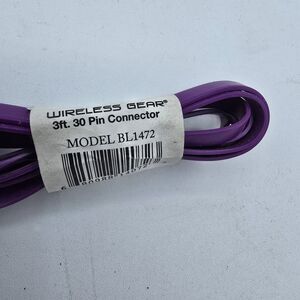 WIRELESS GEAR®
3ft. 30 Pin Connector
MODEL BL1472